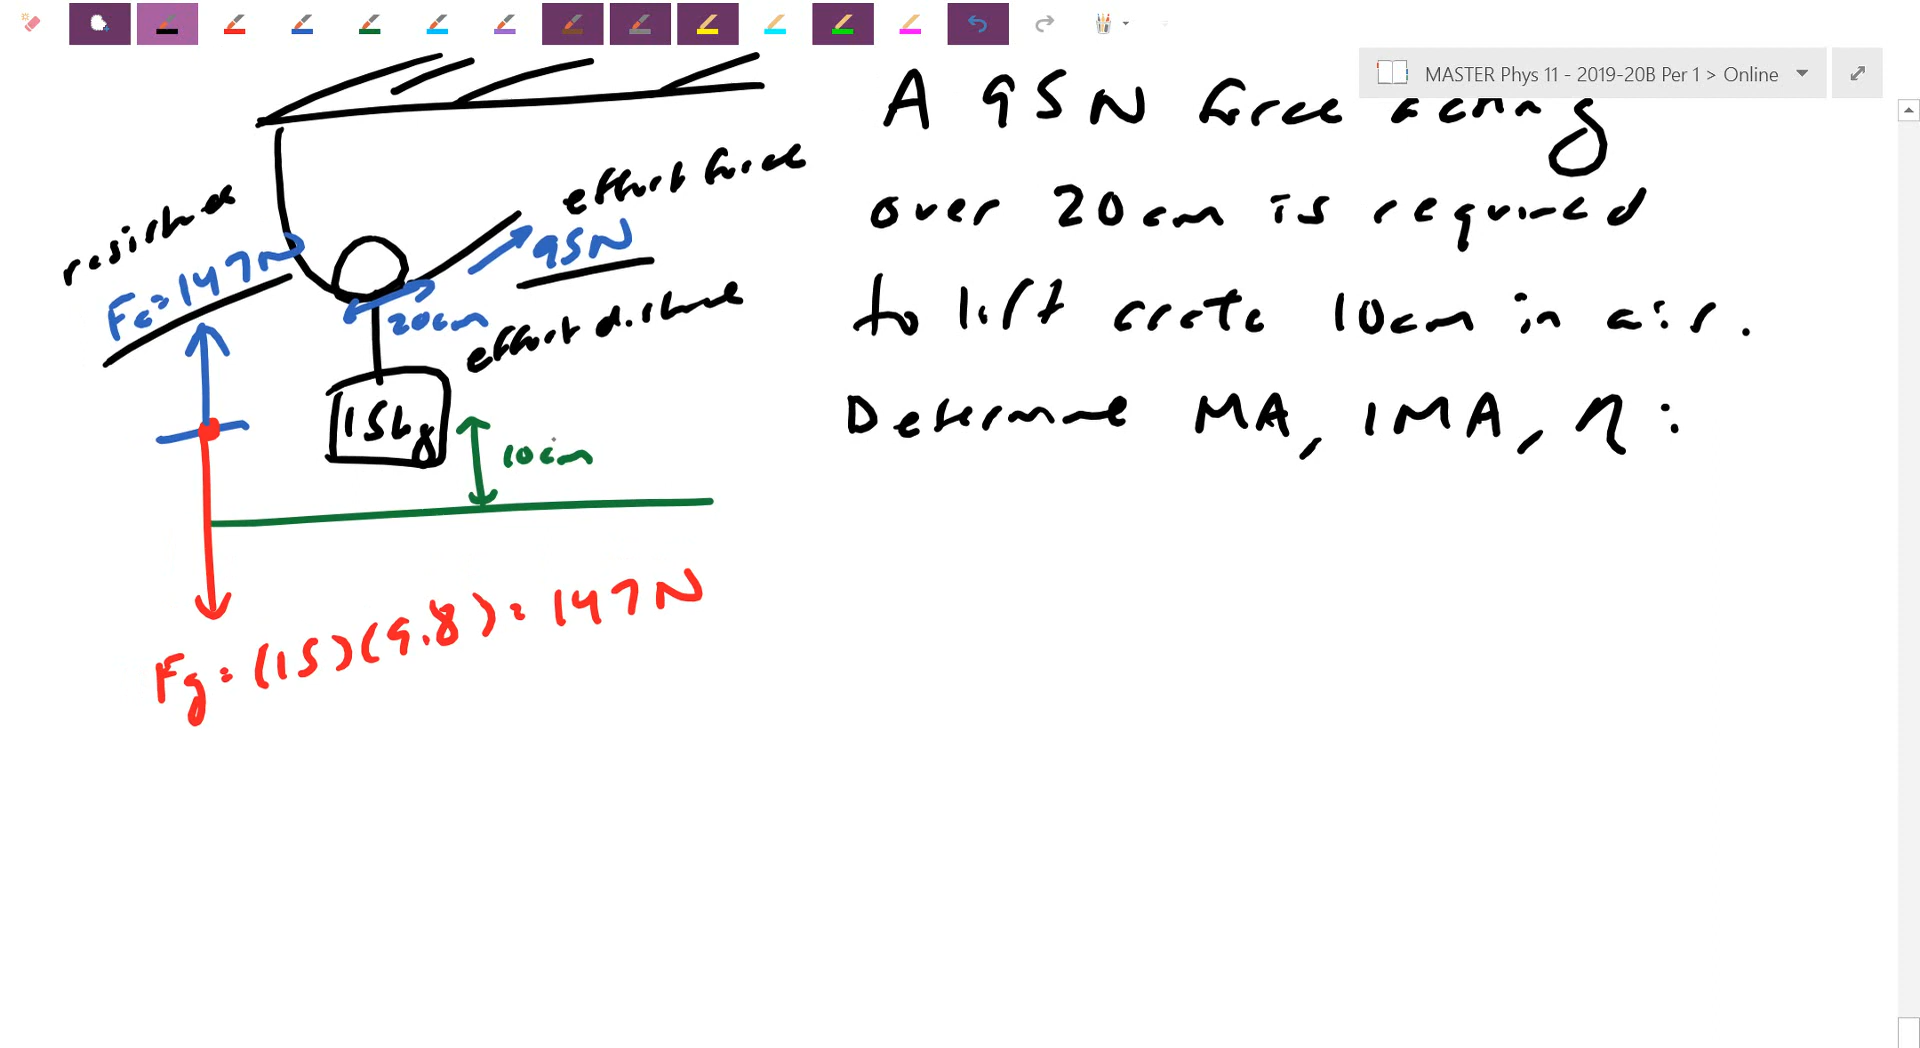 MASTER Phys 11 - 2019-20B Per 1 > Online
A 95N force acting
over 20cm is required
to lift crate 10cm in air.
Determine MA, IMA, η:
effort force
95N
resistance
Fc=147N
20cm
effort distance
15kg
10cm
Fg=(15)(9.8)=147N